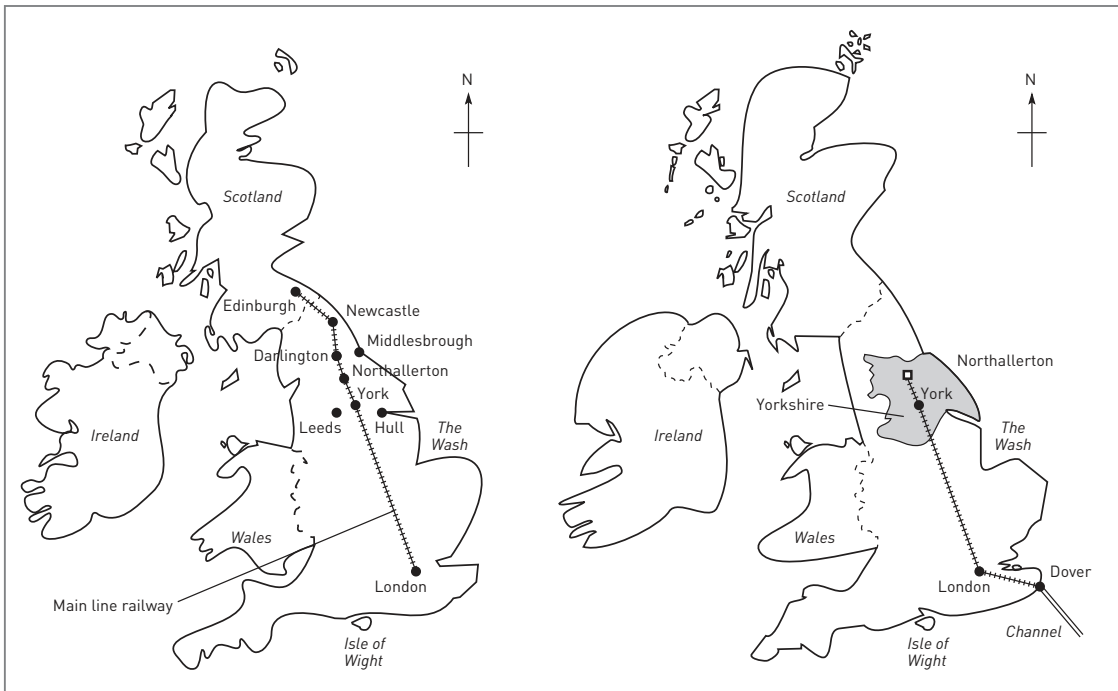 N
Scotland
Edinburgh
Newcastle
Middlesbrough
Darlington
Northallerton
York
Leeds
Hull
The
Wash
Ireland
Wales
London
Main line railway
Isle of
Wight
N
Scotland
Northallerton
York
Yorkshire
The
Wash
Ireland
Wales
London
Dover
Channel
Isle of
Wight